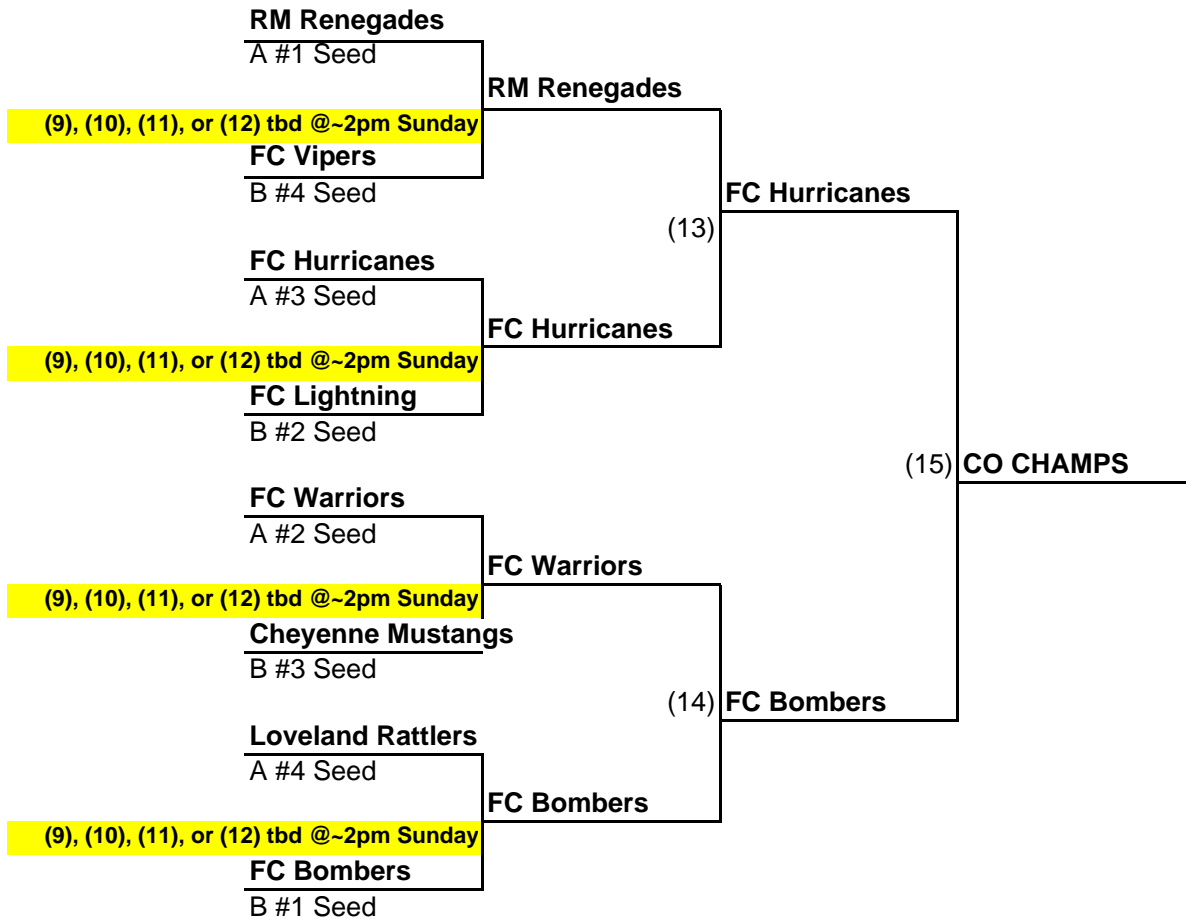 RM Renegades
A #1 Seed
RM Renegades
(9), (10), (11), or (12) tbd @~2pm Sunday
FC Vipers
B #4 Seed
FC Hurricanes
(13)
FC Hurricanes
A #3 Seed
FC Hurricanes
(9), (10), (11), or (12) tbd @~2pm Sunday
FC Lightning
B #2 Seed
(15) CO CHAMPS
FC Warriors
A #2 Seed
FC Warriors
(9), (10), (11), or (12) tbd @~2pm Sunday
Cheyenne Mustangs
B #3 Seed
(14) FC Bombers
Loveland Rattlers
A #4 Seed
FC Bombers
(9), (10), (11), or (12) tbd @~2pm Sunday
FC Bombers
B #1 Seed